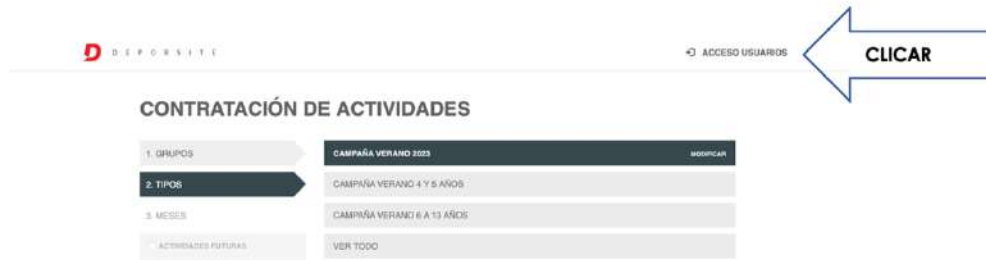 D DEPORSITE
ACCESO USUARIOS
CLICAR
CONTRATACIÓN DE ACTIVIDADES
1. GRUPOS
CAMPAÑA VERANO 2023
MODIFICAR
2. TIPOS
CAMPAÑA VERANO 4 Y 5 AÑOS
3. MESES
CAMPAÑA VERANO 6 A 13 AÑOS
ACTIVIDADES FUTURAS
VER TODO